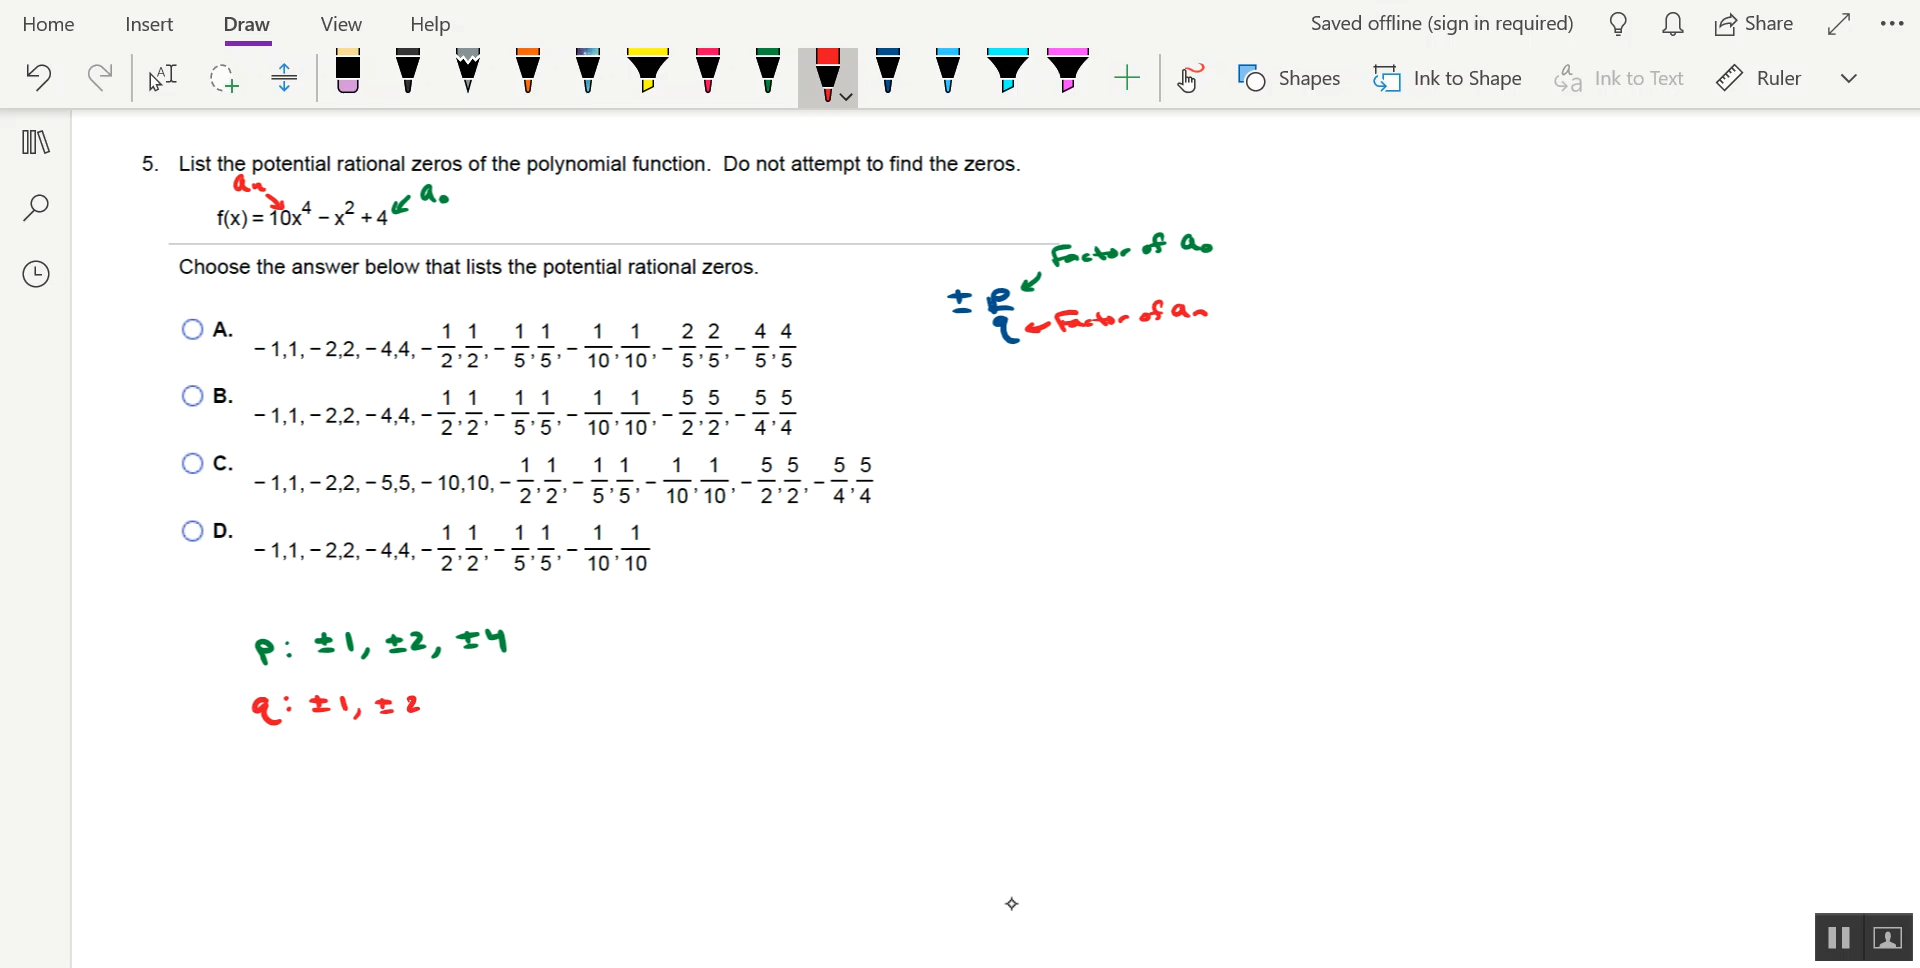 Home Insert Draw View Help Saved offline (sign in required) Share
Shapes Ink to Shape Ink to Text Ruler
5. List the potential rational zeros of the polynomial function. Do not attempt to find the zeros.
aₙ a₀
f(x) = 10x⁴ − x² + 4
Factor of a₀
Choose the answer below that lists the potential rational zeros.
± p/q
Factor of aₙ
A. − 1,1, − 2,2, − 4,4, − 1/2, 1/2, − 1/5, 1/5, − 1/10, 1/10, − 2/5, 2/5, − 4/5, 4/5
B. − 1,1, − 2,2, − 4,4, − 1/2, 1/2, − 1/5, 1/5, − 1/10, 1/10, − 5/2, 5/2, − 5/4, 5/4
C. − 1,1, − 2,2, − 5,5, − 10,10, − 1/2, 1/2, − 1/5, 1/5, − 1/10, 1/10, − 5/2, 5/2, − 5/4, 5/4
D. − 1,1, − 2,2, − 4,4, − 1/2, 1/2, − 1/5, 1/5, − 1/10, 1/10
p: ±1, ±2, ±4
q: ±1, ±2